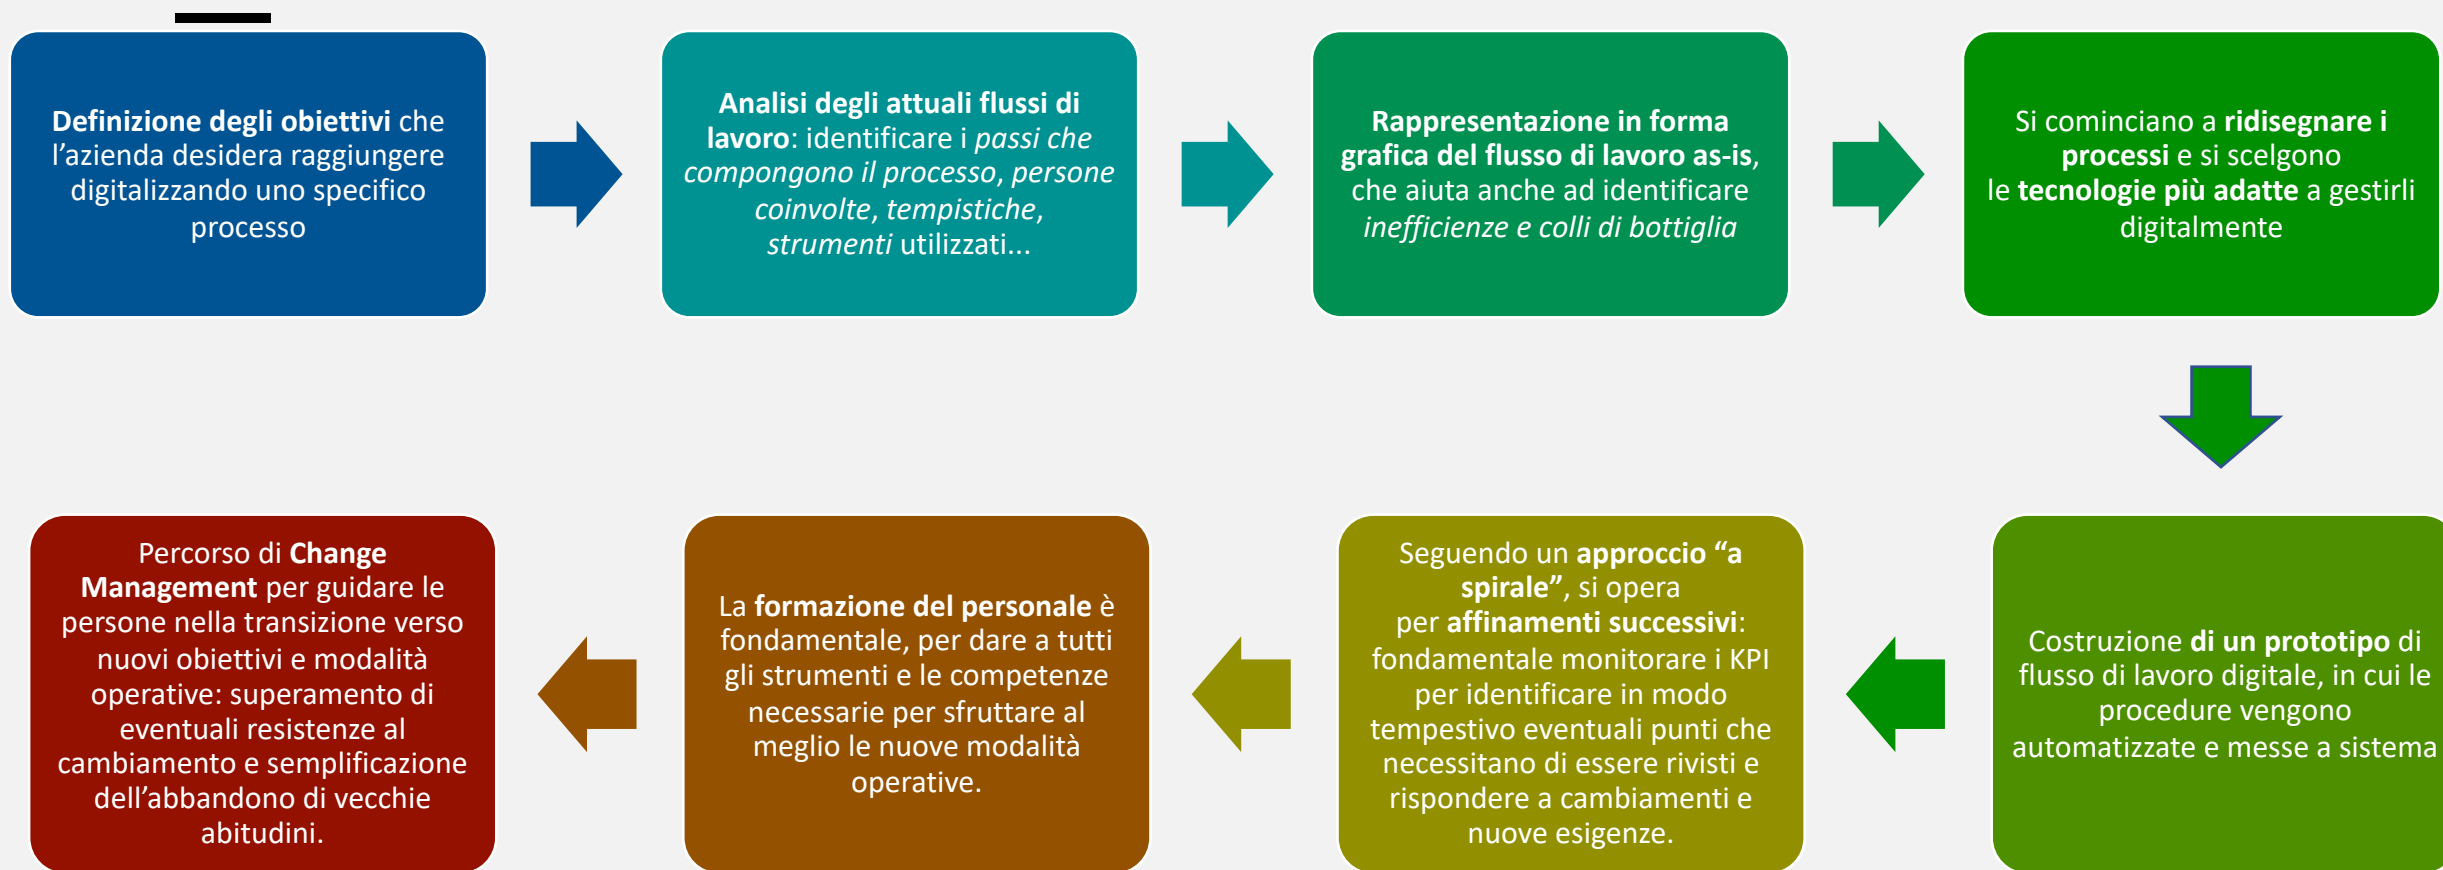 Definizione degli obiettivi che
l’azienda desidera raggiungere
digitalizzando uno specifico
processo
Analisi degli attuali flussi di
lavoro: identificare i passi che
compongono il processo, persone
coinvolte, tempistiche,
strumenti utilizzati...
Rappresentazione in forma
grafica del flusso di lavoro as-is,
che aiuta anche ad identificare
inefficienze e colli di bottiglia
Si cominciano a ridisegnare i
processi e si scelgono
le tecnologie più adatte a gestirli
digitalmente
Costruzione di un prototipo di
flusso di lavoro digitale, in cui le
procedure vengono
automatizzate e messe a sistema
Seguendo un approccio “a
spirale”, si opera
per affinamenti successivi:
fondamentale monitorare i KPI
per identificare in modo
tempestivo eventuali punti che
necessitano di essere rivisti e
rispondere a cambiamenti e
nuove esigenze.
La formazione del personale è
fondamentale, per dare a tutti
gli strumenti e le competenze
necessarie per sfruttare al
meglio le nuove modalità
operative.
Percorso di Change
Management per guidare le
persone nella transizione verso
nuovi obiettivi e modalità
operative: superamento di
eventuali resistenze al
cambiamento e semplificazione
dell’abbandono di vecchie
abitudini.